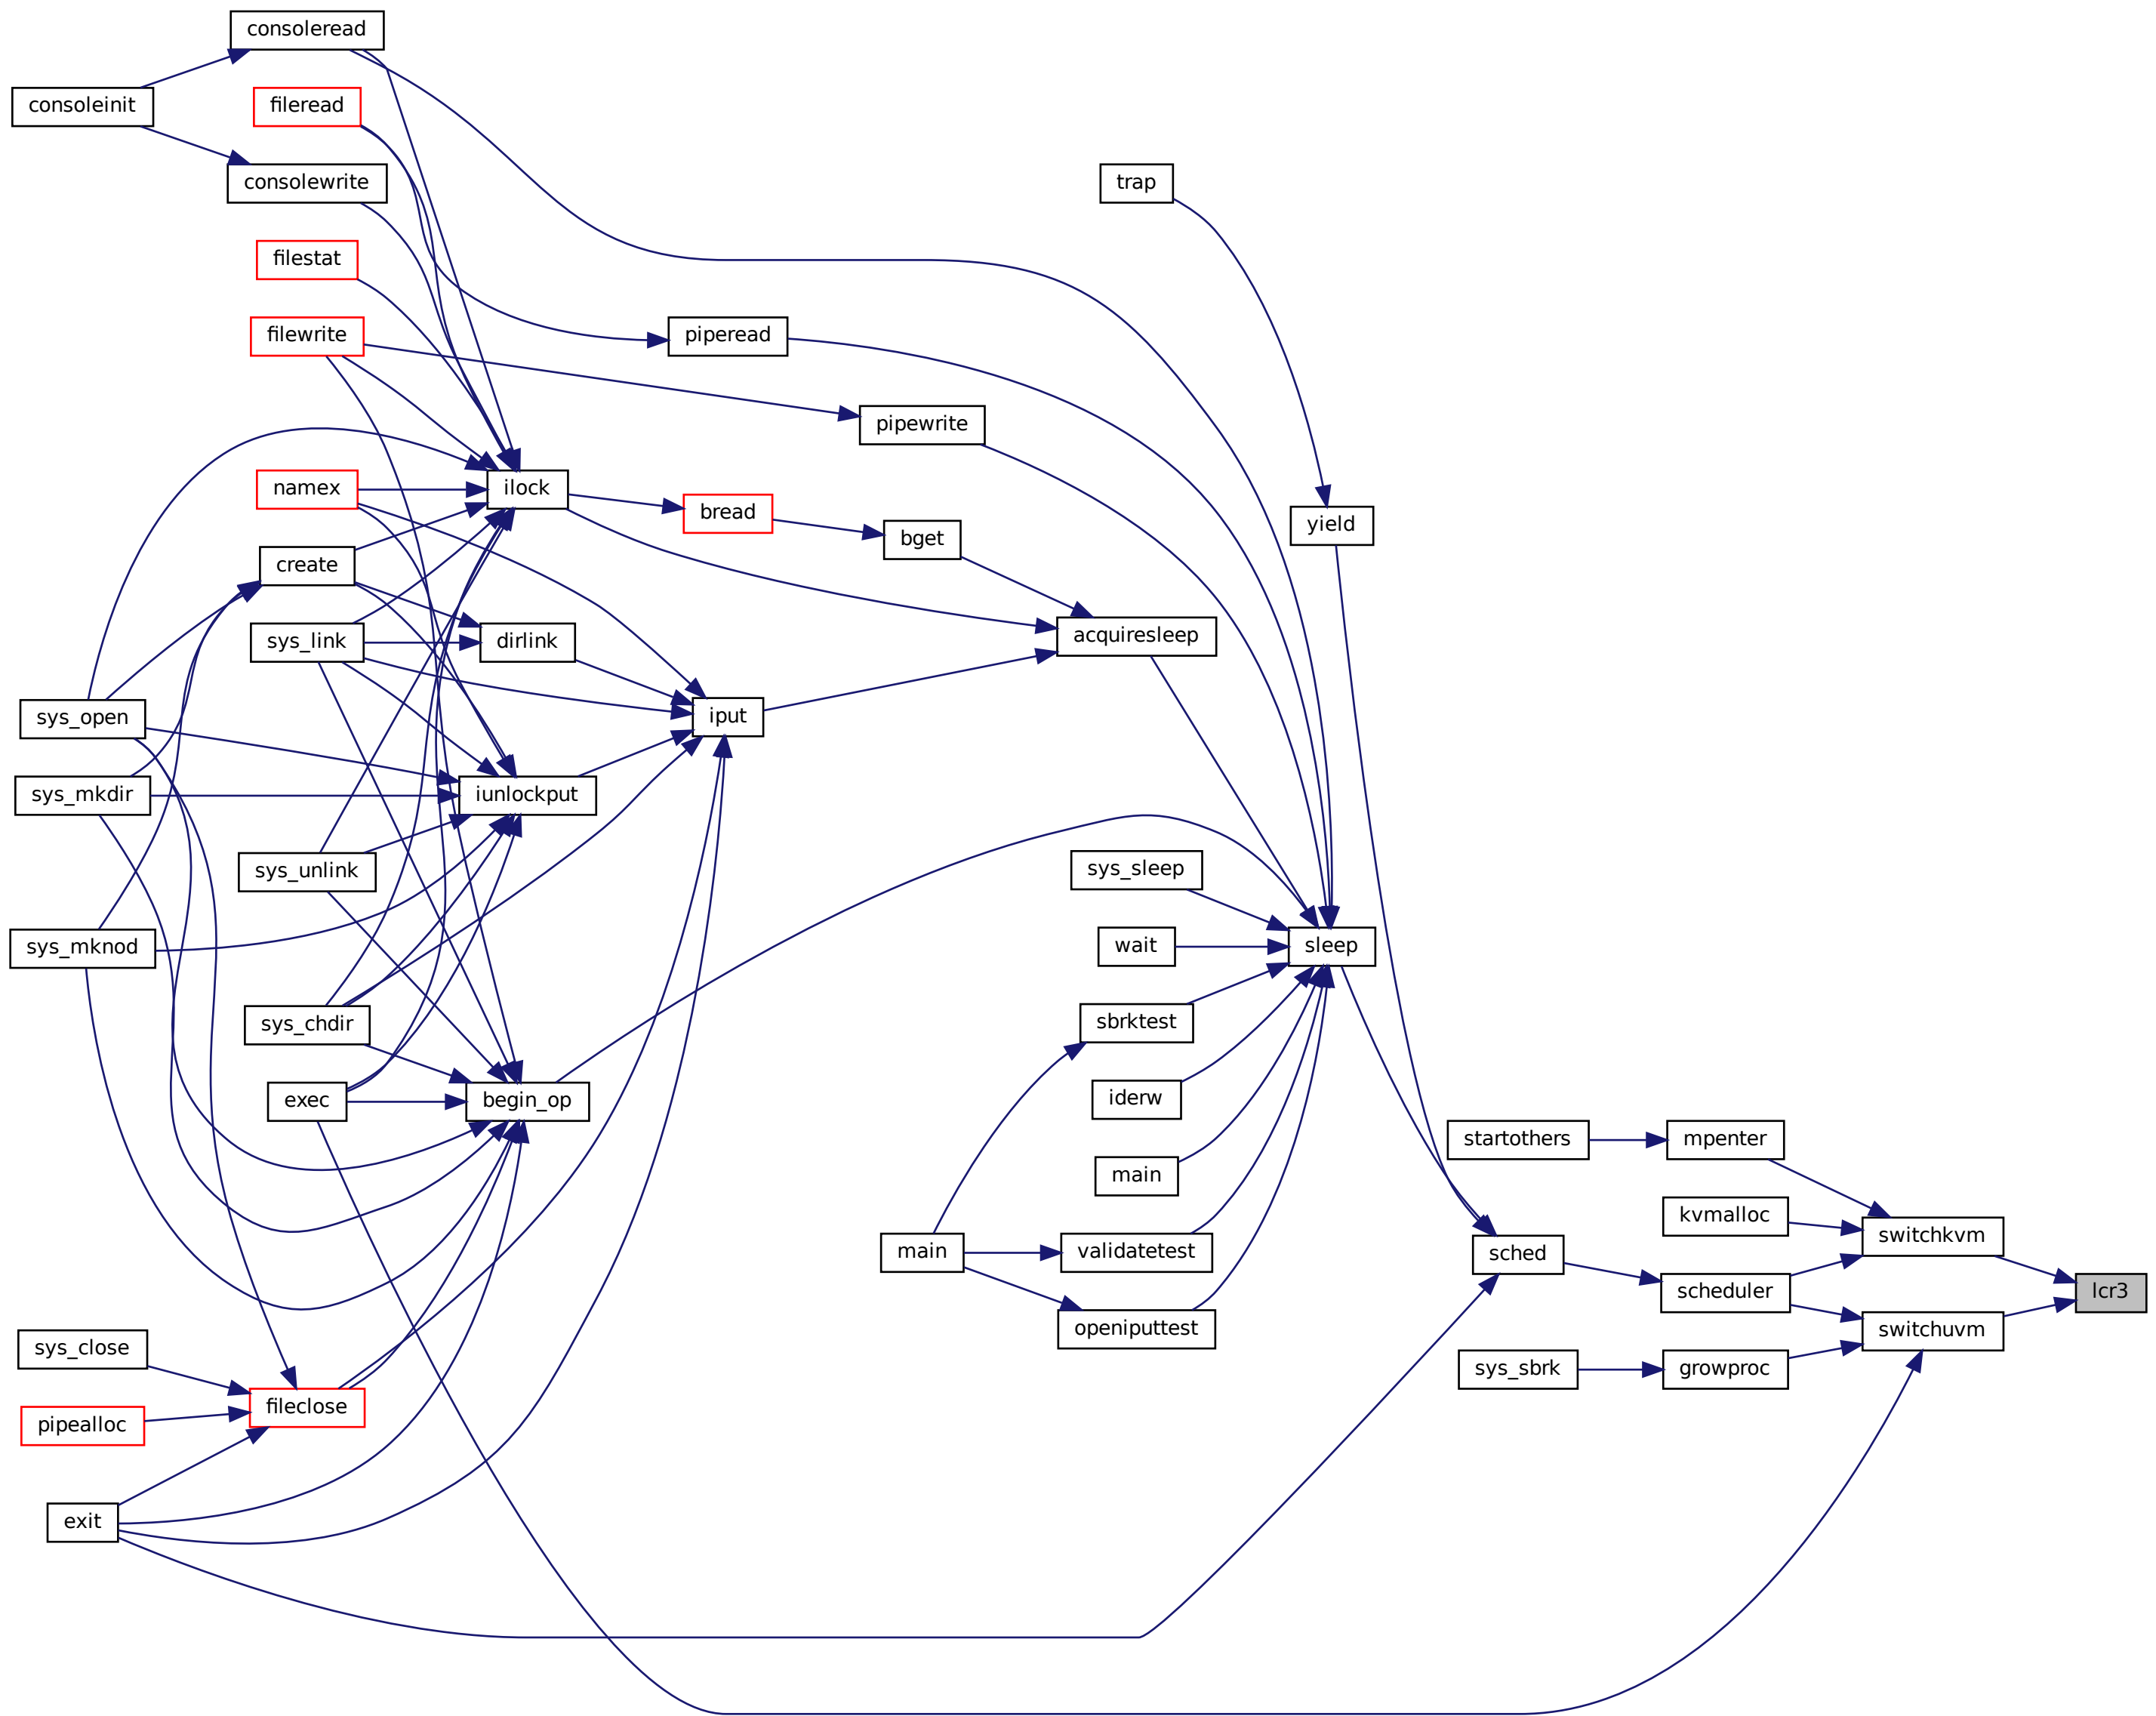 consoleread
consoleinit
fileread
consolewrite
trap
filestat
filewrite
piperead
pipewrite
namex
ilock
bread
bget
yield
create
sys_link
dirlink
acquiresleep
sys_open
iput
sys_mkdir
iunlockput
sys_unlink
sys_sleep
sys_mknod
wait
sleep
sys_chdir
sbrktest
exec
begin_op
iderw
main
startothers
mpenter
kvmalloc
switchkvm
main
validatetest
sched
scheduler
lcr3
openiputtest
switchuvm
sys_close
sys_sbrk
growproc
fileclose
pipealloc
exit